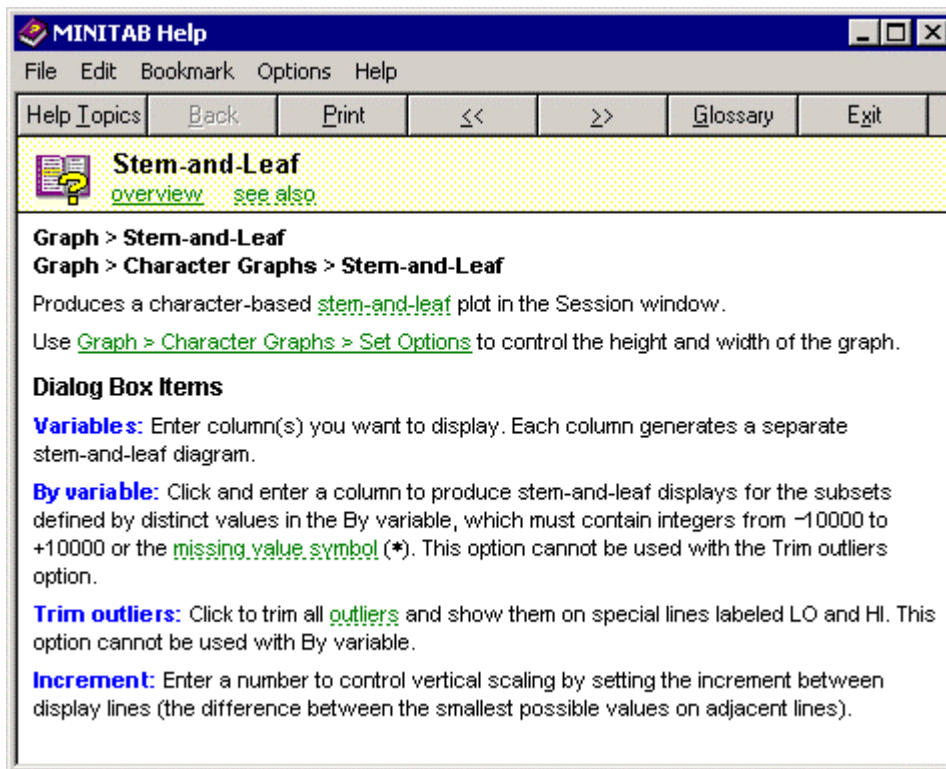 MINITAB Help
File Edit Bookmark Options Help
Help Topics Back Print << >> Glossary Exit
Stem-and-Leaf
overview see also
Graph > Stem-and-Leaf
Graph > Character Graphs > Stem-and-Leaf
Produces a character-based stem-and-leaf plot in the Session window.
Use Graph > Character Graphs > Set Options to control the height and width of the graph.
Dialog Box Items
Variables: Enter column(s) you want to display. Each column generates a separate
stem-and-leaf diagram.
By variable: Click and enter a column to produce stem-and-leaf displays for the subsets
defined by distinct values in the By variable, which must contain integers from −10000 to
+10000 or the missing value symbol (*). This option cannot be used with the Trim outliers
option.
Trim outliers: Click to trim all outliers and show them on special lines labeled LO and HI. This
option cannot be used with By variable.
Increment: Enter a number to control vertical scaling by setting the increment between
display lines (the difference between the smallest possible values on adjacent lines).